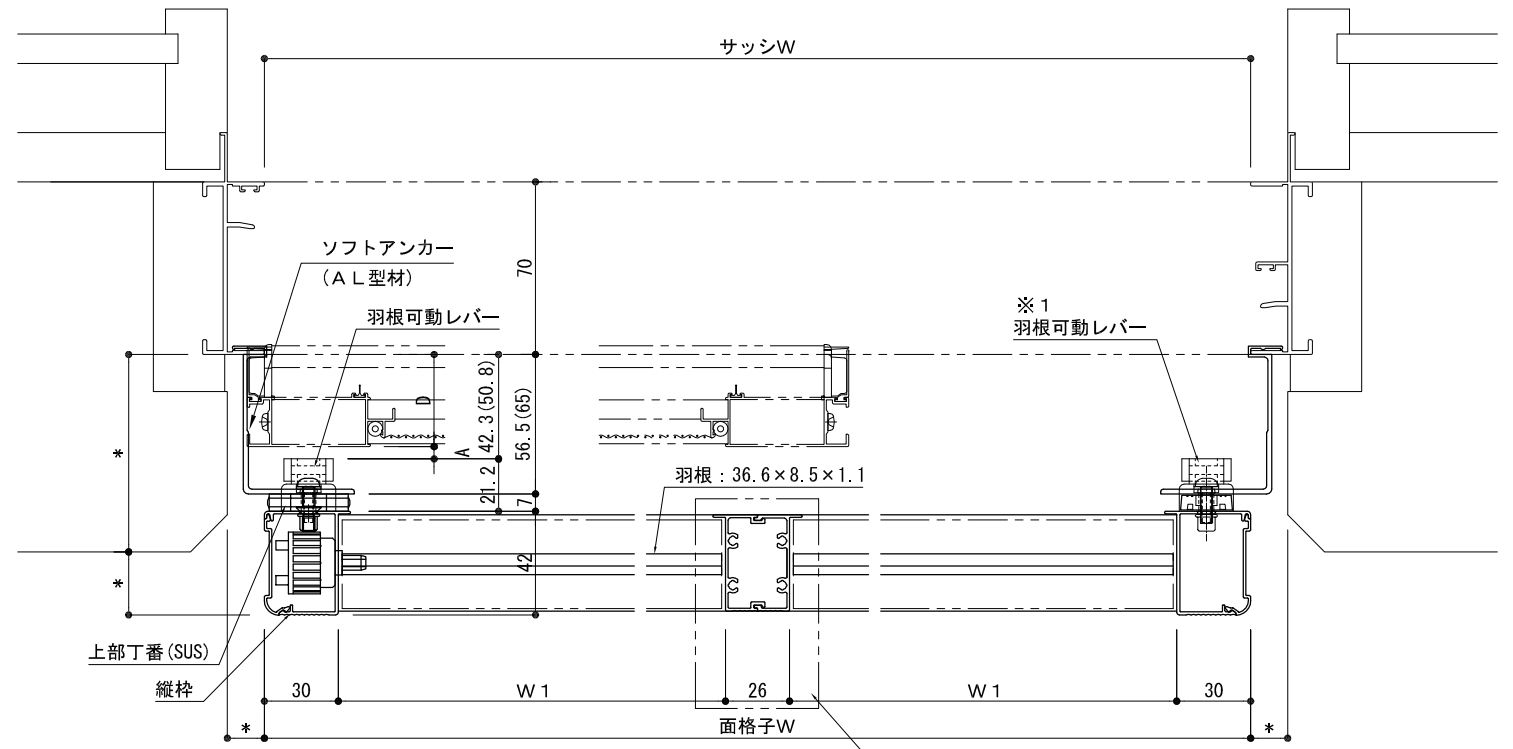 サッシW
ソフトアンカー
(AL型材)
70
羽根可動レバー
※1
羽根可動レバー
D
42.3(50.8)
56.5(65)
*
A
21.2
7
羽根：36.6×8.5×1.1
42
*
上部丁番(SUS)
縦枠
30
W1
26
W1
30
*
面格子W
*